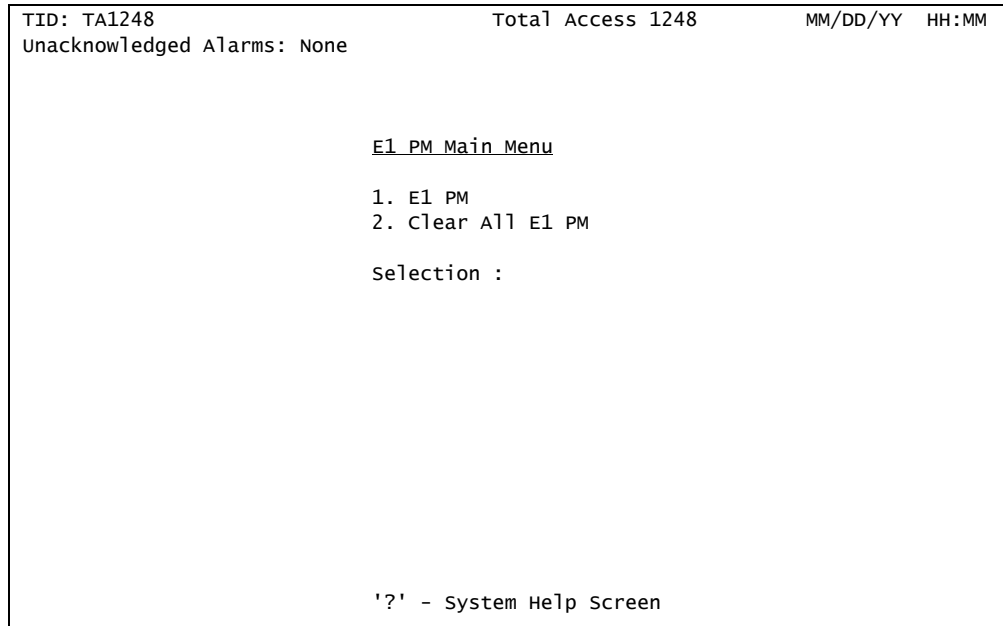 TID: TA1248 Total Access 1248 MM/DD/YY HH:MM
Unacknowledged Alarms: None
E1 PM Main Menu
1. E1 PM
2. Clear All E1 PM
Selection :
'?' - System Help Screen